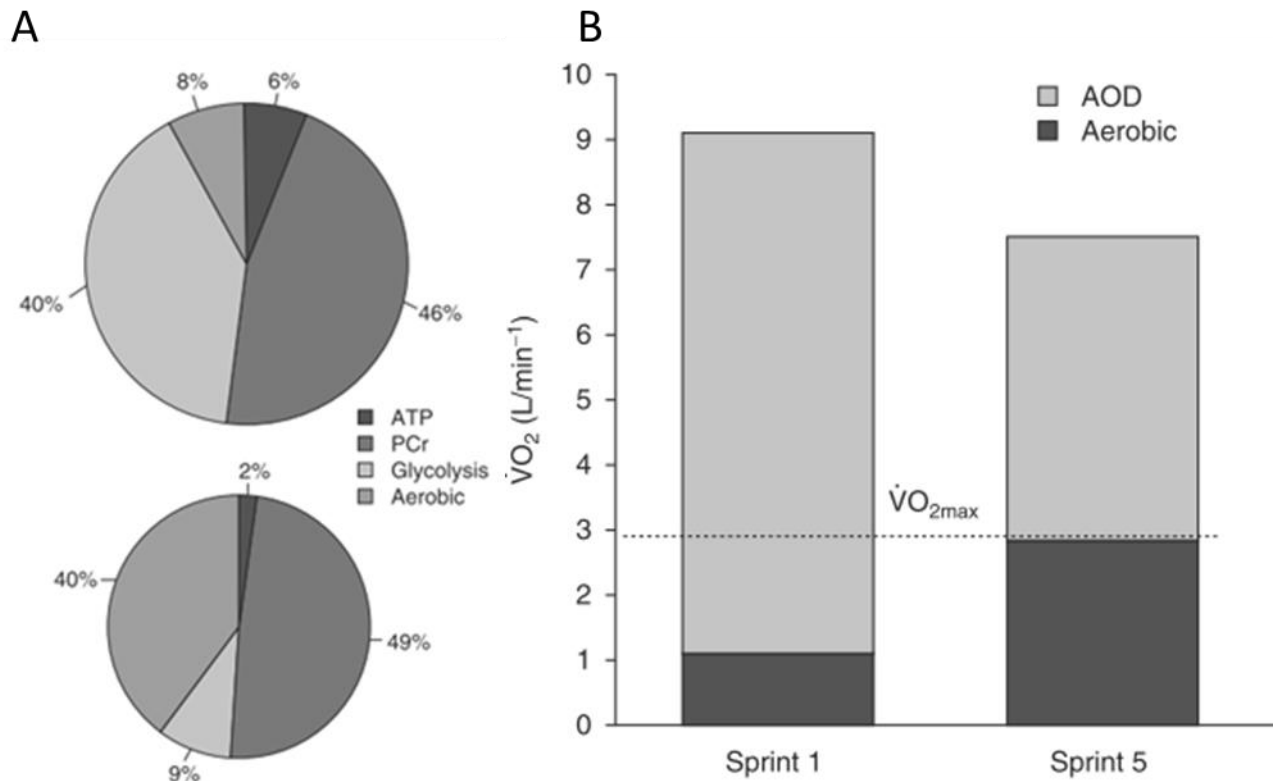 A
8%
6%
40%
46%
ATP
PCr
Glycolysis
Aerobic
2%
40%
49%
9%
B
V̇O₂ (L/min⁻¹)
10
9
8
7
6
5
4
3
2
1
0
AOD
Aerobic
V̇O₂max
Sprint 1
Sprint 5